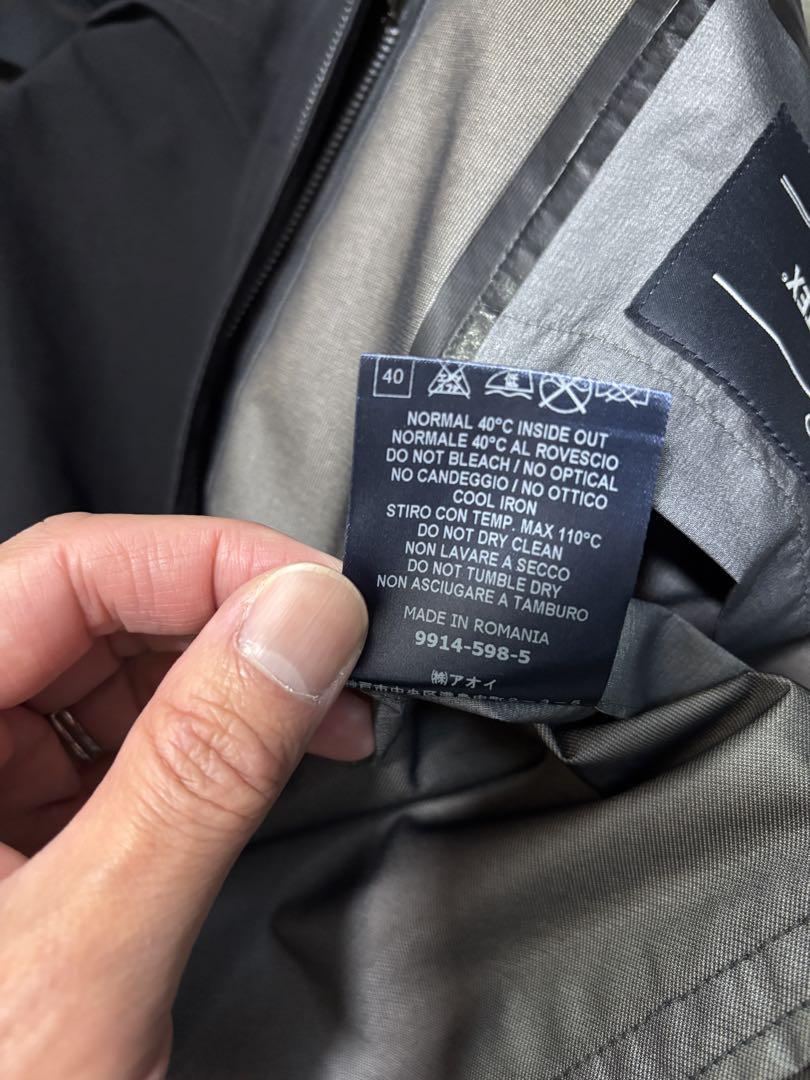 40
NORMAL 40°C INSIDE OUT
NORMALE 40°C AL ROVESCIO
DO NOT BLEACH / NO OPTICAL
NO CANDEGGIO / NO OTTICO
COOL IRON
STIRO CON TEMP. MAX 110°C
DO NOT DRY CLEAN
NON LAVARE A SECCO
DO NOT TUMBLE DRY
NON ASCIUGARE A TAMBURO
MADE IN ROMANIA
9914-598-5
㈱アオイ